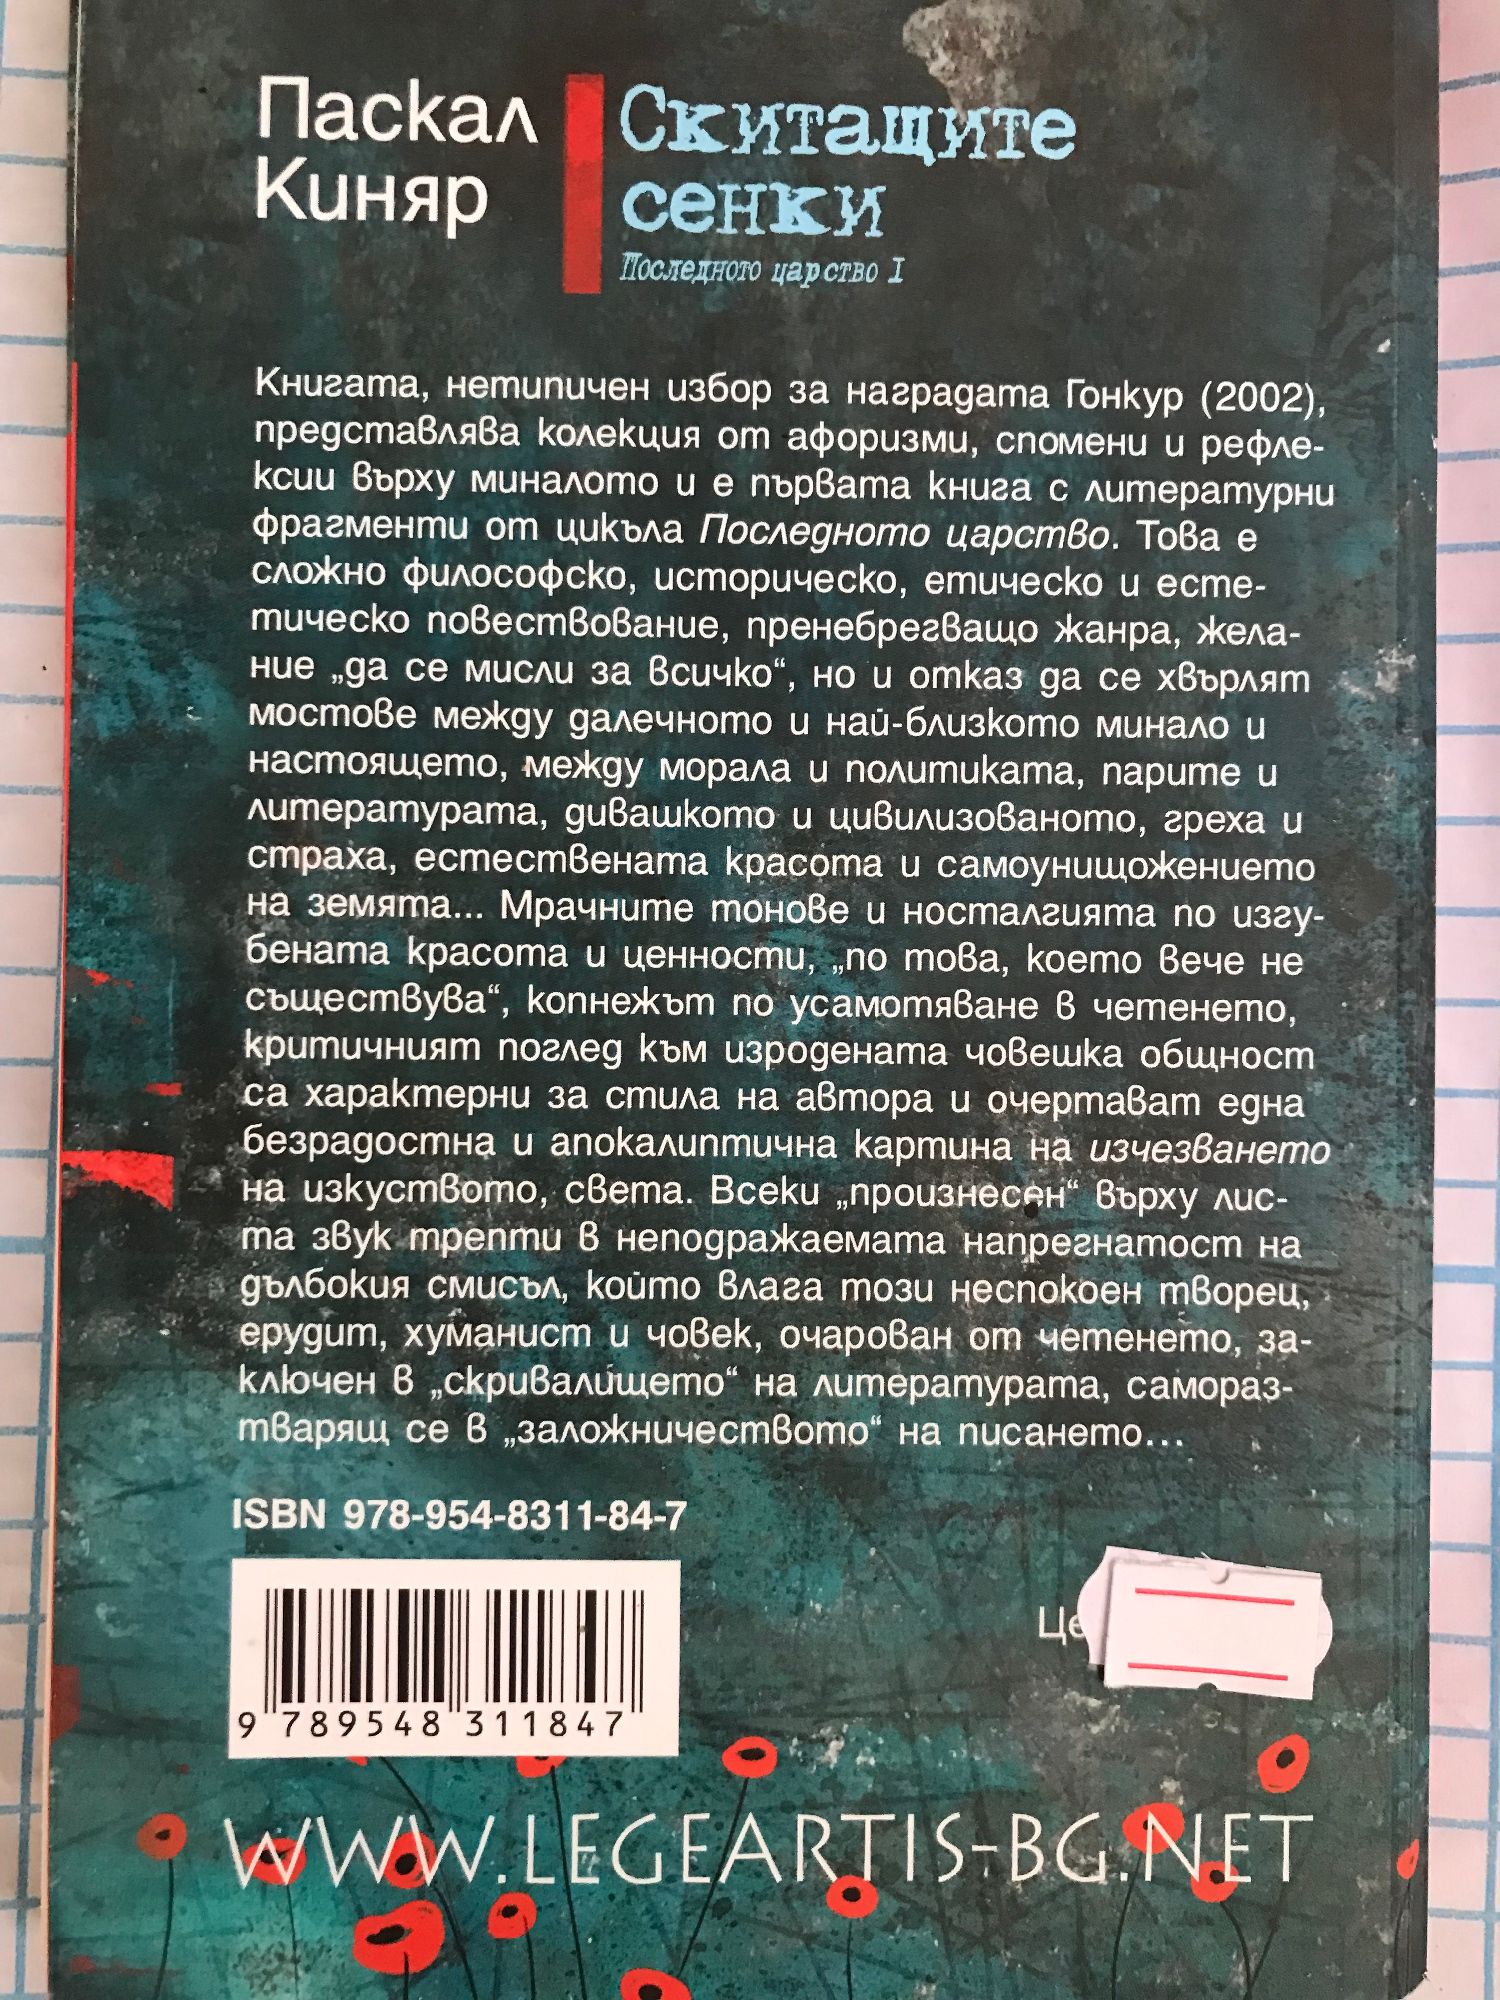 Паскал
Киняр
Скитащите
сенки
Последното царство I
Книгата, нетипичен избор за наградата Гонкур (2002),
представлява колекция от афоризми, спомени и рефле-
ксии върху миналото и е първата книга с литературни
фрагменти от цикъла Последното царство. Това е
сложно философско, историческо, етическо и есте-
тическо повествование, пренебрегващо жанра, жела-
ние „да се мисли за всичко“, но и отказ да се хвърлят
мостове между далечното и най-близкото минало и
настоящето, между морала и политиката, парите и
литературата, дивашкото и цивилизованото, греха и
страха, естествената красота и самоунищожението
на земята... Мрачните тонове и носталгията по изгу-
бената красота и ценности, „по това, което вече не
съществува“, копнежът по усамотяване в четенето,
критичният поглед към изродената човешка общност
са характерни за стила на автора и очертават една
безрадостна и апокалиптична картина на изчезването
на изкуството, света. Всеки „произнесен“ върху лис-
та звук трепти в неподражаемата напрегнатост на
дълбокия смисъл, който влага този неспокоен творец,
ерудит, хуманист и човек, очарован от четенето, за-
ключен в „скривалището“ на литературата, самораз-
тварящ се в „заложничеството“ на писането...
ISBN 978-954-8311-84-7
9 789548 311847
Це
WWW.LEGEARTIS-BG.NET